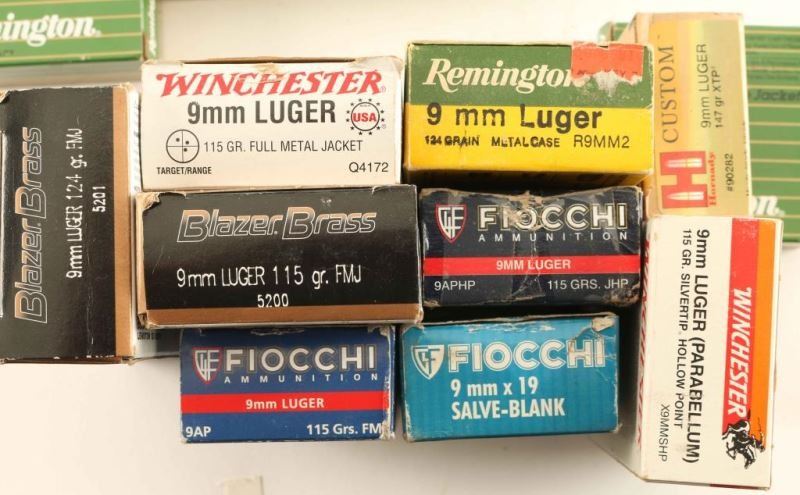 mington.
Blazer Brass
9mm LUGER 124 gr. FMJ
5201
WINCHESTER
9mm LUGER
USA
115 GR. FULL METAL JACKET
TARGET/RANGE
Q4172
Remington
9 mm Luger
124 GRAIN METAL CASE R9MM2
CUSTOM
9mm LUGER
147 gr XTP
#90282
H
Hornady
Jacket
Blazer Brass
9mm LUGER 115 gr. FMJ
5200
FIOCCHI
AMMUNITION
9MM LUGER
9APHP 115 GRS. JHP
FIOCCHI
AMMUNITION
9mm LUGER
9AP 115 Grs. FM
FIOCCHI
9 mm x 19
SALVE-BLANK
WINCHESTER
9mm LUGER (PARABELLUM)
115 GR. SILVERTIP HOLLOW POINT
X9MMSHP
ton.